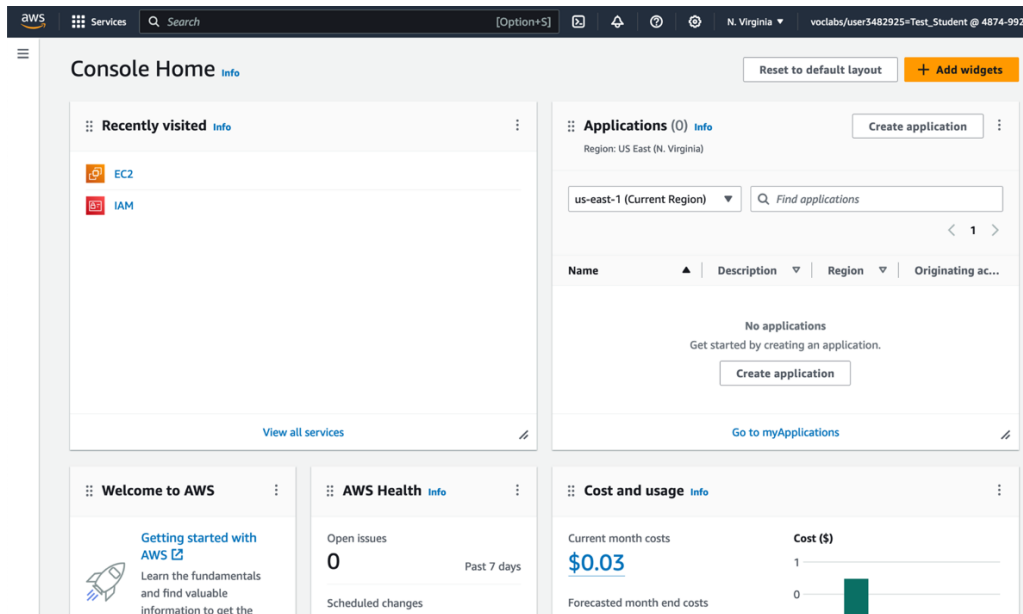 aws Services Search [Option+S] N. Virginia voclabs/user3482925=Test_Student @ 4874-992
Console Home Info
Reset to default layout
Add widgets
Recently visited Info
EC2
IAM
View all services
Applications (0) Info
Create application
Region: US East (N. Virginia)
us-east-1 (Current Region)
Find applications
1
Name Description Region Originating ac...
No applications
Get started by creating an application.
Create application
Go to myApplications
Welcome to AWS
Getting started with
AWS
Learn the fundamentals
and find valuable
information to get the
AWS Health Info
Open issues
0 Past 7 days
Scheduled changes
Cost and usage Info
Current month costs
$0.03
Forecasted month end costs
Cost ($)
1
0